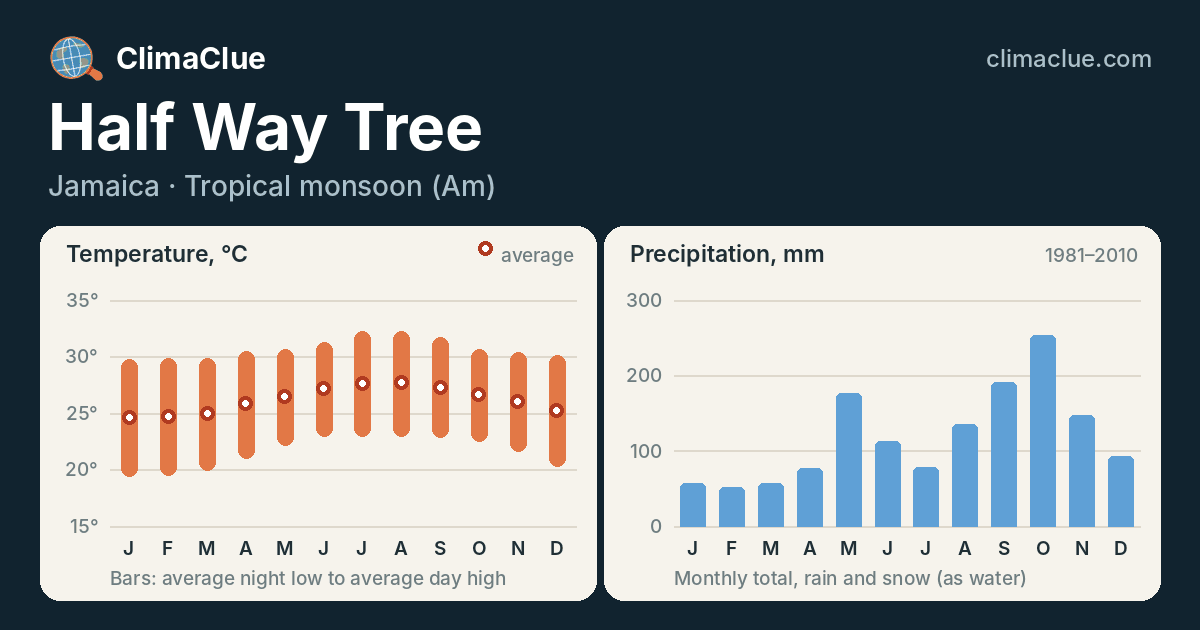 ClimaClue
climaclue.com
Half Way Tree
Jamaica · Tropical monsoon (Am)
Temperature, °C
average
35°
30°
25°
20°
15°
J F M A M J J A S O N D
Bars: average night low to average day high
Precipitation, mm
1981–2010
300
200
100
0
J F M A M J J A S O N D
Monthly total, rain and snow (as water)